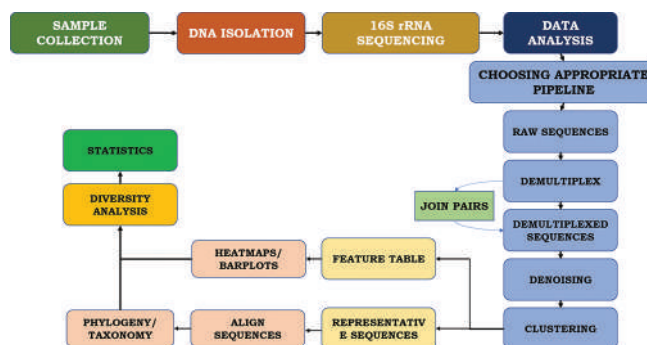 SAMPLE
COLLECTION
DNA ISOLATION
16S rRNA
SEQUENCING
DATA
ANALYSIS
CHOOSING APPROPRIATE
PIPELINE
RAW SEQUENCES
STATISTICS
DEMULTIPLEX
DIVERSITY
ANALYSIS
JOIN PAIRS
DEMULTIPLEXED
SEQUENCES
HEATMAPS/
BARPLOTS
FEATURE TABLE
DENOISING
PHYLOGENY/
TAXONOMY
ALIGN
SEQUENCES
REPRESENTATIV
E SEQUENCES
CLUSTERING